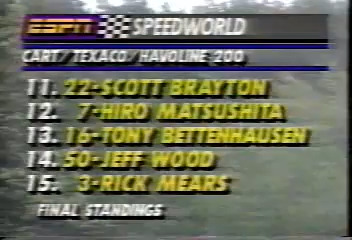 ESPN SPEEDWORLD
CART/TEXACO/HAVOLINE 200
11. 22-SCOTT BRAYTON
12. 7-HIRO MATSUSHITA
13. 16-TONY BETTENHAUSEN
14. 50-JEFF WOOD
15. 3-RICK MEARS
FINAL STANDINGS